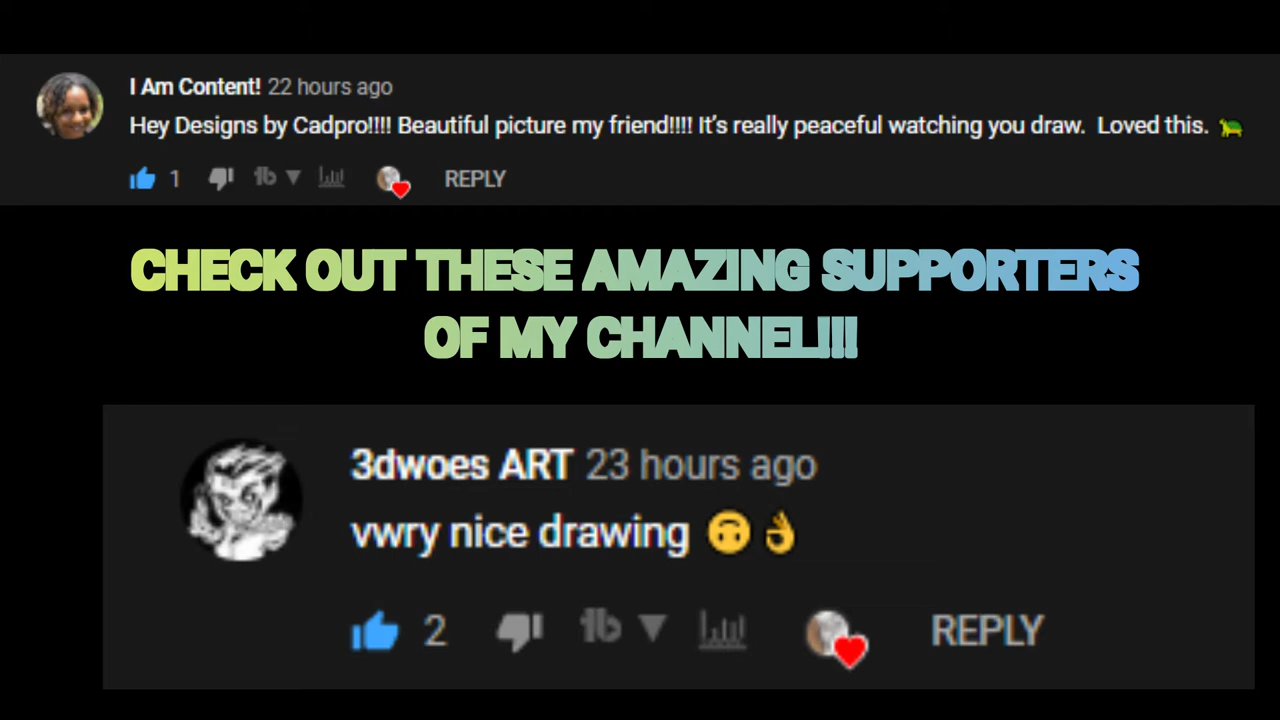 I Am Content! 22 hours ago
Hey Designs by Cadpro!!!! Beautiful picture my friend!!!! It's really peaceful watching you draw. Loved this. 🐢
1 REPLY
CHECK OUT THESE AMAZING SUPPORTERS
OF MY CHANNEL!!!
3dwoes ART 23 hours ago
vwry nice drawing 🙃👌
2 REPLY